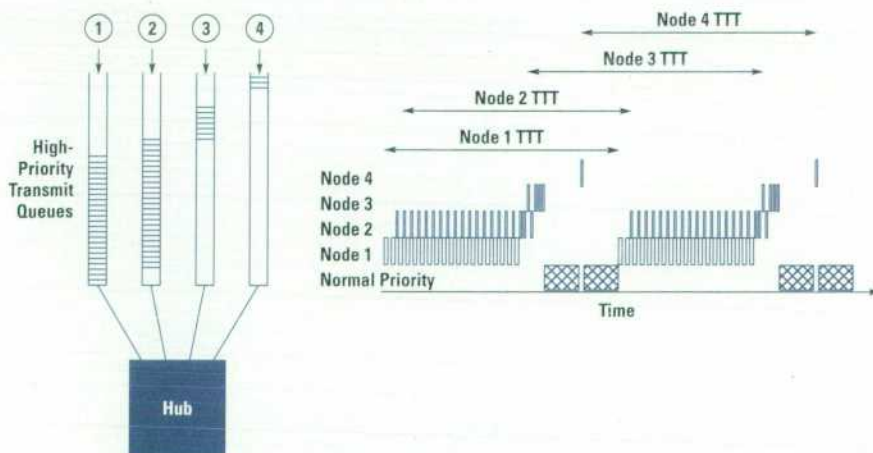 1 2 3 4
High-
Priority
Transmit
Queues
Hub
Node 4 TTT
Node 3 TTT
Node 2 TTT
Node 1 TTT
Node 4
Node 3
Node 2
Node 1
Normal Priority
Time